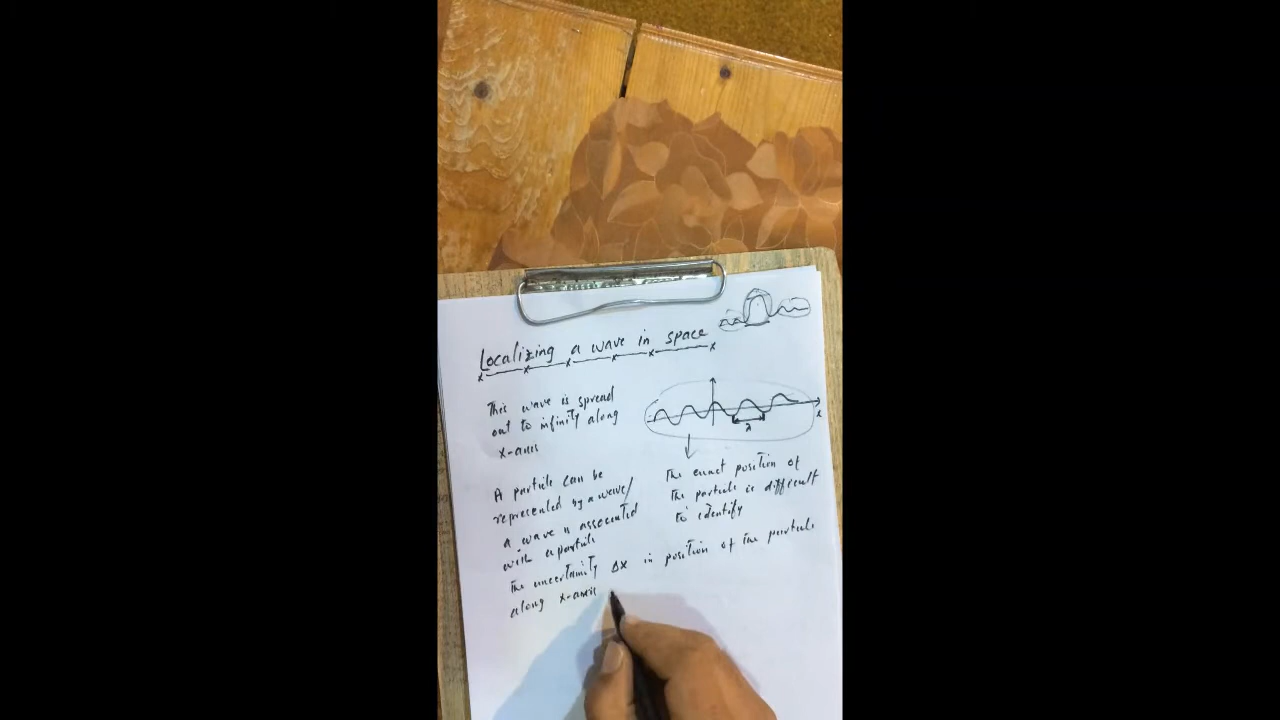 Localizing a wave in space
This wave is spread
out to infinity along
x-axis
x
λ
A particle can be
represented by a wave/
a wave is associated
with a particle
The exact position of
the particle is difficult
to identify
The uncertainity Δx in position of the particle
along x-axis